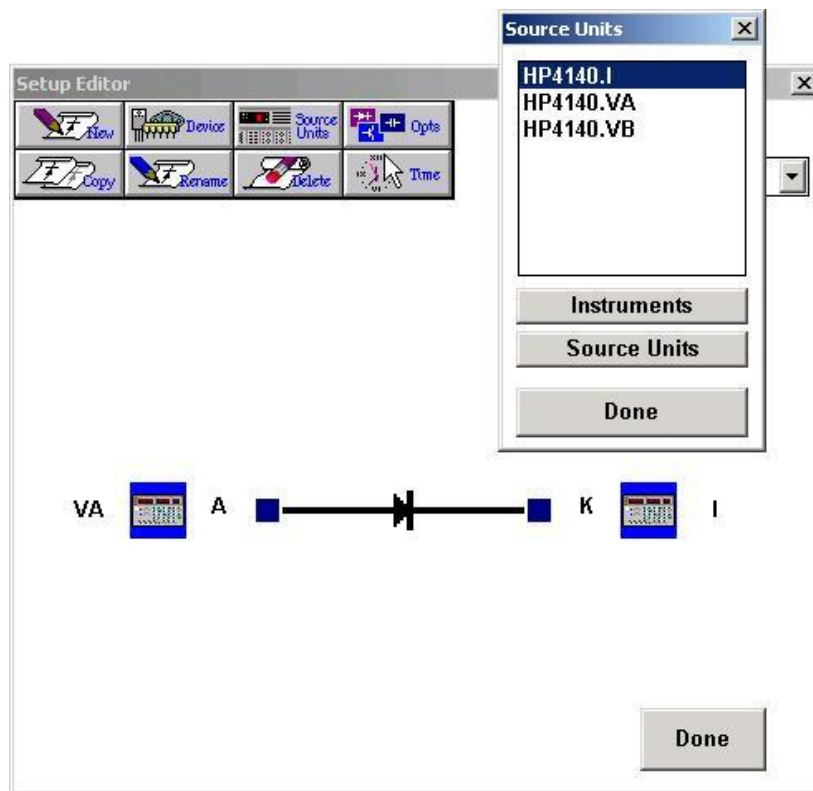 Source Units
HP4140.I
HP4140.VA
HP4140.VB
Instruments
Source Units
Done
Setup Editor
New
Device
Source Units
Opts
Copy
Rename
Delete
Time
VA
A
K
I
Done